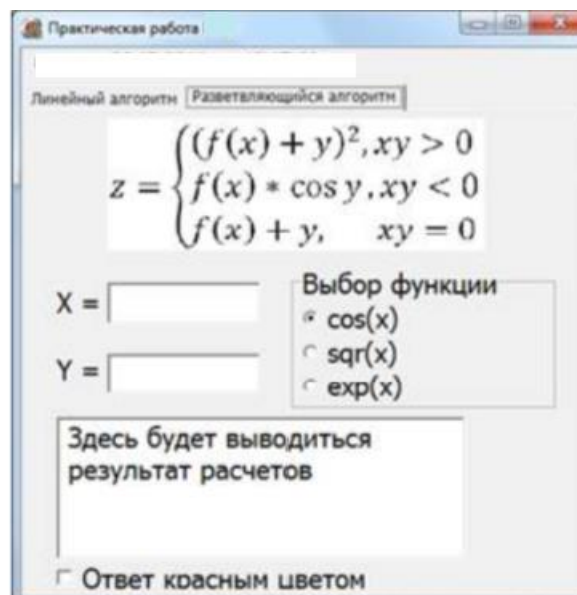 Практическая работа
Линейный алгоритм Разветвляющийся алгоритм
z = { (f(x) + y)², xy > 0
f(x) * cos y, xy < 0
f(x) + y, xy = 0
X =
Выбор функции
cos(x)
sqr(x)
exp(x)
Y =
Здесь будет выводиться
результат расчетов
Ответ красным цветом